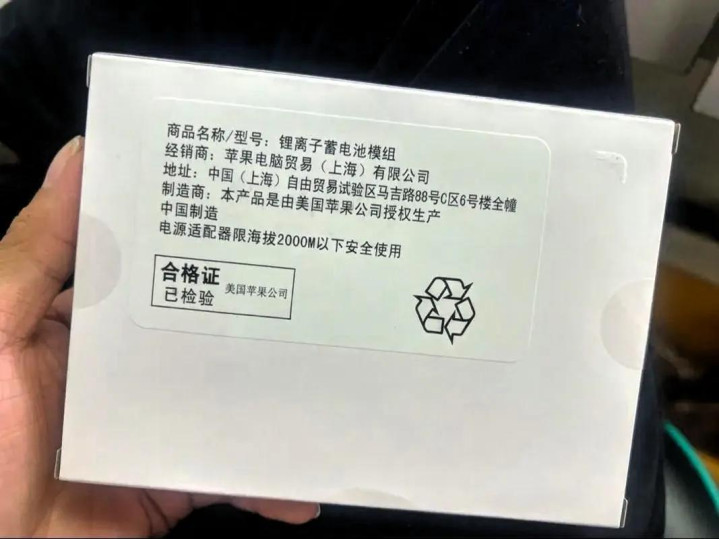 商品名称/型号：锂离子蓄电池模组
经销商：苹果电脑贸易（上海）有限公司
地址：中国（上海）自由贸易试验区马吉路88号C区6号楼全幢
制造商：本产品是由美国苹果公司授权生产
中国制造
电源适配器限海拔2000M以下安全使用
合格证
已检验
美国苹果公司